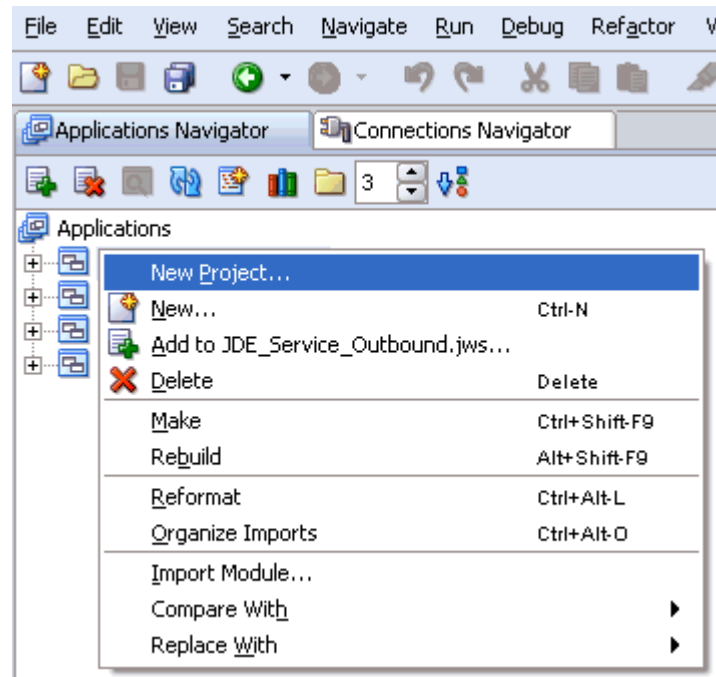 File Edit View Search Navigate Run Debug Refactor
Applications Navigator Connections Navigator
3
Applications
New Project...
New... Ctrl-N
Add to JDE_Service_Outbound.jws...
Delete Delete
Make Ctrl+Shift-F9
Rebuild Alt+Shift-F9
Reformat Ctrl+Alt-L
Organize Imports Ctrl+Alt-O
Import Module...
Compare With
Replace With